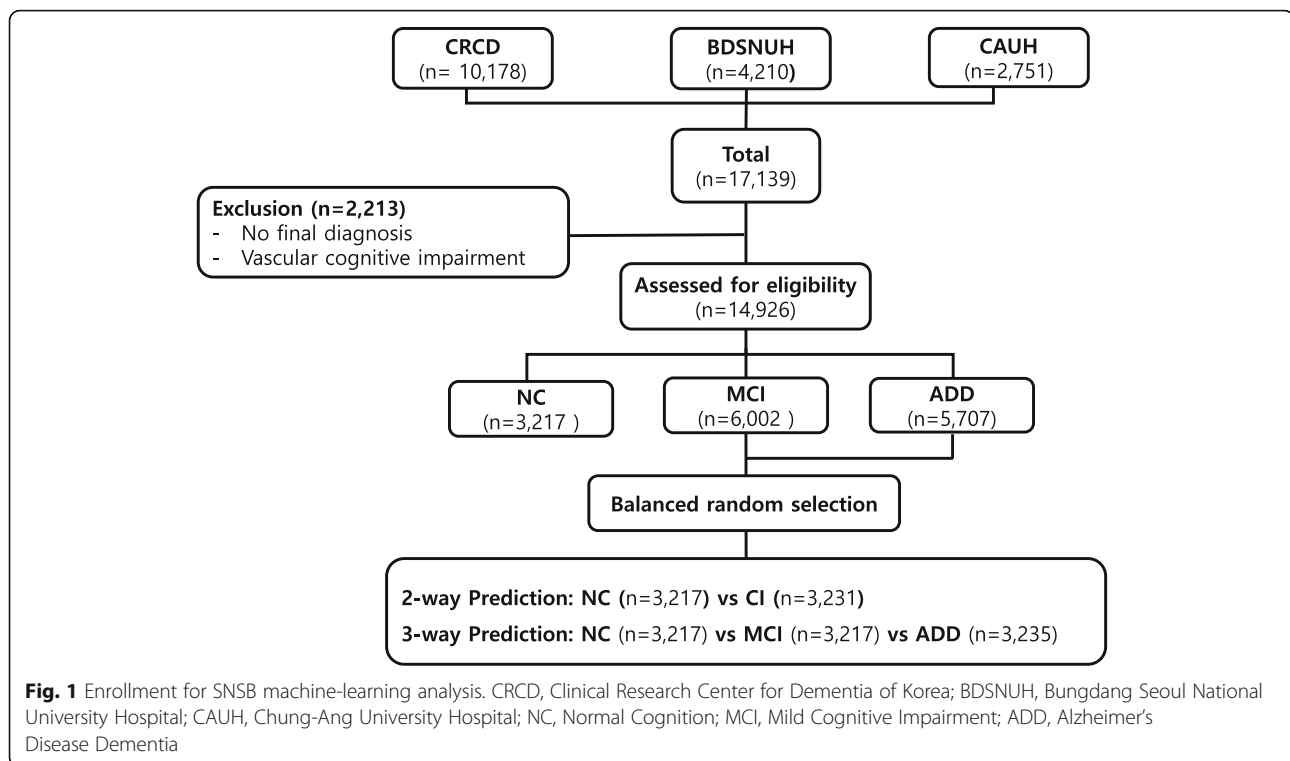 CRCD
(n= 10,178)
BDSNUH
(n=4,210)
CAUH
(n=2,751)
Total
(n=17,139)
Exclusion (n=2,213)
- No final diagnosis
- Vascular cognitive impairment
Assessed for eligibility
(n=14,926)
NC
(n=3,217 )
MCI
(n=6,002 )
ADD
(n=5,707)
Balanced random selection
2-way Prediction: NC (n=3,217) vs CI (n=3,231)
3-way Prediction: NC (n=3,217) vs MCI (n=3,217) vs ADD (n=3,235)
Fig. 1 Enrollment for SNSB machine-learning analysis. CRCD, Clinical Research Center for Dementia of Korea; BDSNUH, Bungdang Seoul National
University Hospital; CAUH, Chung-Ang University Hospital; NC, Normal Cognition; MCI, Mild Cognitive Impairment; ADD, Alzheimer’s
Disease Dementia